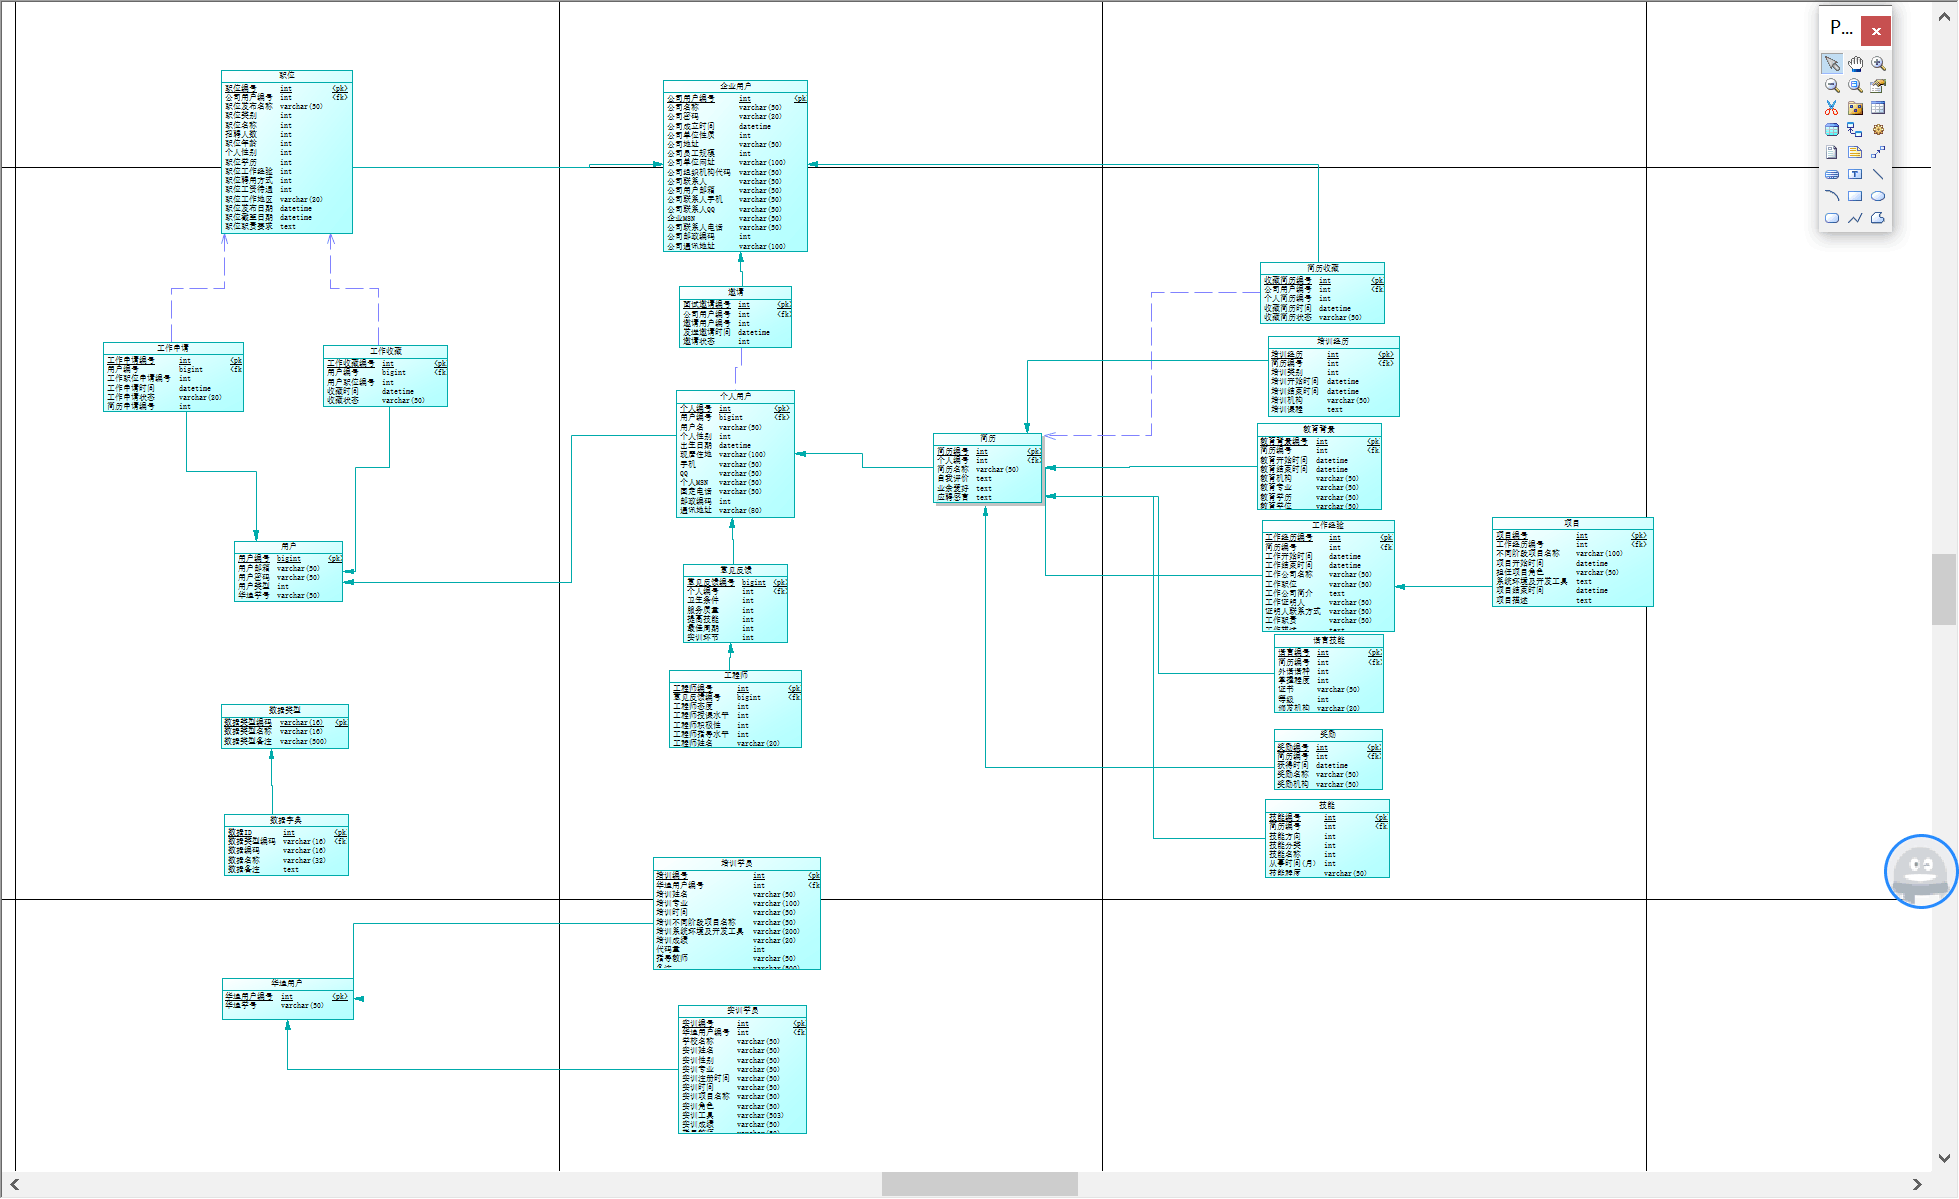 P...
职位
职位编号 int <pk>
公司用户编号 int <fk>
职位发布名称 varchar(50)
职位类别 int
职位名称 int
招聘人数 int
职位年龄 int
个人性别 int
职位学历 int
职位工作经验 int
职位聘用方式 int
职位工资待遇 int
职位工作地区 varchar(20)
职位发布日期 datetime
职位截至日期 datetime
职位职责要求 text
企业用户
公司用户编号 int <pk
公司名称 varchar(50)
公司密码 varchar(20)
公司成立时间 datetime
公司单位性质 int
公司地址 varchar(50)
公司员工规模 int
公司单位网址 varchar(100)
公司组织机构代码 varchar(50)
公司联系人 varchar(50)
公司用户邮箱 varchar(50)
公司联系人手机 varchar(50)
公司联系人QQ varchar(50)
企业MSN varchar(50)
公司联系人电话 varchar(50)
公司邮政编码 int
公司通讯地址 varchar(100)
邀请
面试邀请编号 int <pk
公司用户编号 int <fk
邀请用户编号 int
发送邀请时间 datetime
邀请状态 int
简历收藏
收藏简历编号 int <pk
公司用户编号 int <fk
个人简历编号 int
收藏简历时间 datetime
收藏简历状态 varchar(50)
工作申请
工作申请编号 int <pk
用户编号 bigint <fk
工作职位申请编号 int
工作申请时间 datetime
工作申请状态 varchar(20)
简历申请编号 int
工作收藏
工作收藏编号 int <pk
用户编号 bigint <fk
用户职位编号 int
收藏时间 datetime
收藏状态 varchar(50)
培训经历
培训经历 int <pk>
简历编号 int <fk>
培训类别 int
培训开始时间 datetime
培训结束时间 datetime
培训机构 varchar(50)
培训课程 text
个人用户
个人编号 int <pk>
用户编号 bigint <fk>
用户名 varchar(50)
个人性别 int
出生日期 datetime
现居住地 varchar(100)
手机 varchar(50)
QQ varchar(50)
个人MSN varchar(50)
固定电话 varchar(50)
邮政编码 int
通讯地址 varchar(80)
简历
简历编号 int <pk
个人编号 int <fk
简历名称 varchar(50)
自我评价 text
业余爱好 text
应聘感言 text
教育背景
教育背景编号 int <pk
简历编号 int <fk
教育开始时间 datetime
教育结束时间 datetime
教育机构 varchar(50)
教育专业 varchar(50)
教育学历 varchar(50)
教育学位 varchar(50)
工作经验
工作经历编号 int <pk
简历编号 int <fk
工作开始时间 datetime
工作结束时间 datetime
工作公司名称 varchar(50)
工作职位 varchar(50)
工作公司简介 text
工作证明人 varchar(50)
证明人联系方式 varchar(50)
工作职责 varchar(50)
工作描述 text
项目
项目编号 int <pk>
工作经历编号 int <fk>
不同阶段项目名称 varchar(100)
项目开始时间 datetime
担任项目角色 varchar(50)
系统环境及开发工具 text
项目结束时间 datetime
项目描述 text
用户
用户编号 bigint <pk
用户邮箱 varchar(50)
用户密码 varchar(50)
用户类型 int
华迪学号 varchar(50)
意见反馈
意见反馈编号 bigint <pk
个人编号 int <fk
卫生条件 int
服务质量 int
提高技能 int
最佳周期 int
实训环节 int
语言技能
语言编号 int <pk
简历编号 int <fk
外语语种 int
掌握程度 int
证书 varchar(50)
等级 int
颁发机构 varchar(20)
工程师
工程师编号 int <pk
意见反馈编号 bigint <fk
工程师态度 int
工程师授课水平 int
工程师积极性 int
工程师指导水平 int
工程师姓名 varchar(20)
数据类型
数据类型编码 varchar(16) <pk
数据类型名称 varchar(16)
数据类型备注 varchar(500)
奖励
奖励编号 int <pk
简历编号 int <fk
获得时间 datetime
奖励名称 varchar(50)
奖励机构 varchar(50)
技能
技能编号 int <pk
简历编号 int <fk
技能方向 int
技能分类 int
技能名称 int
从事时间(月) int
技能程度 varchar(50)
数据字典
数据ID int <pk
数据类型编码 varchar(16) <fk
数据编码 varchar(16)
数据名称 varchar(32)
数据备注 text
培训学员
培训编号 int <pk
华迪用户编号 int <fk
培训姓名 varchar(50)
培训专业 varchar(100)
培训时间 varchar(50)
培训不同阶段项目名称 varchar(50)
培训系统环境及开发工具 varchar(200)
培训成绩 varchar(20)
代码量 int
指导教师 varchar(50)
备注 varchar(500)
华迪用户
华迪用户编号 int <pk>
华迪学号 varchar(50)
实训学员
实训编号 int <pk
华迪用户编号 int <fk
学校名称 varchar(50)
实训姓名 varchar(50)
实训性别 varchar(50)
实训专业 varchar(50)
实训注册时间 varchar(50)
实训时间 varchar(50)
实训项目名称 varchar(50)
实训角色 varchar(50)
实训工具 varchar(503)
实训成绩 varchar(50)
指导教师 varchar(50)